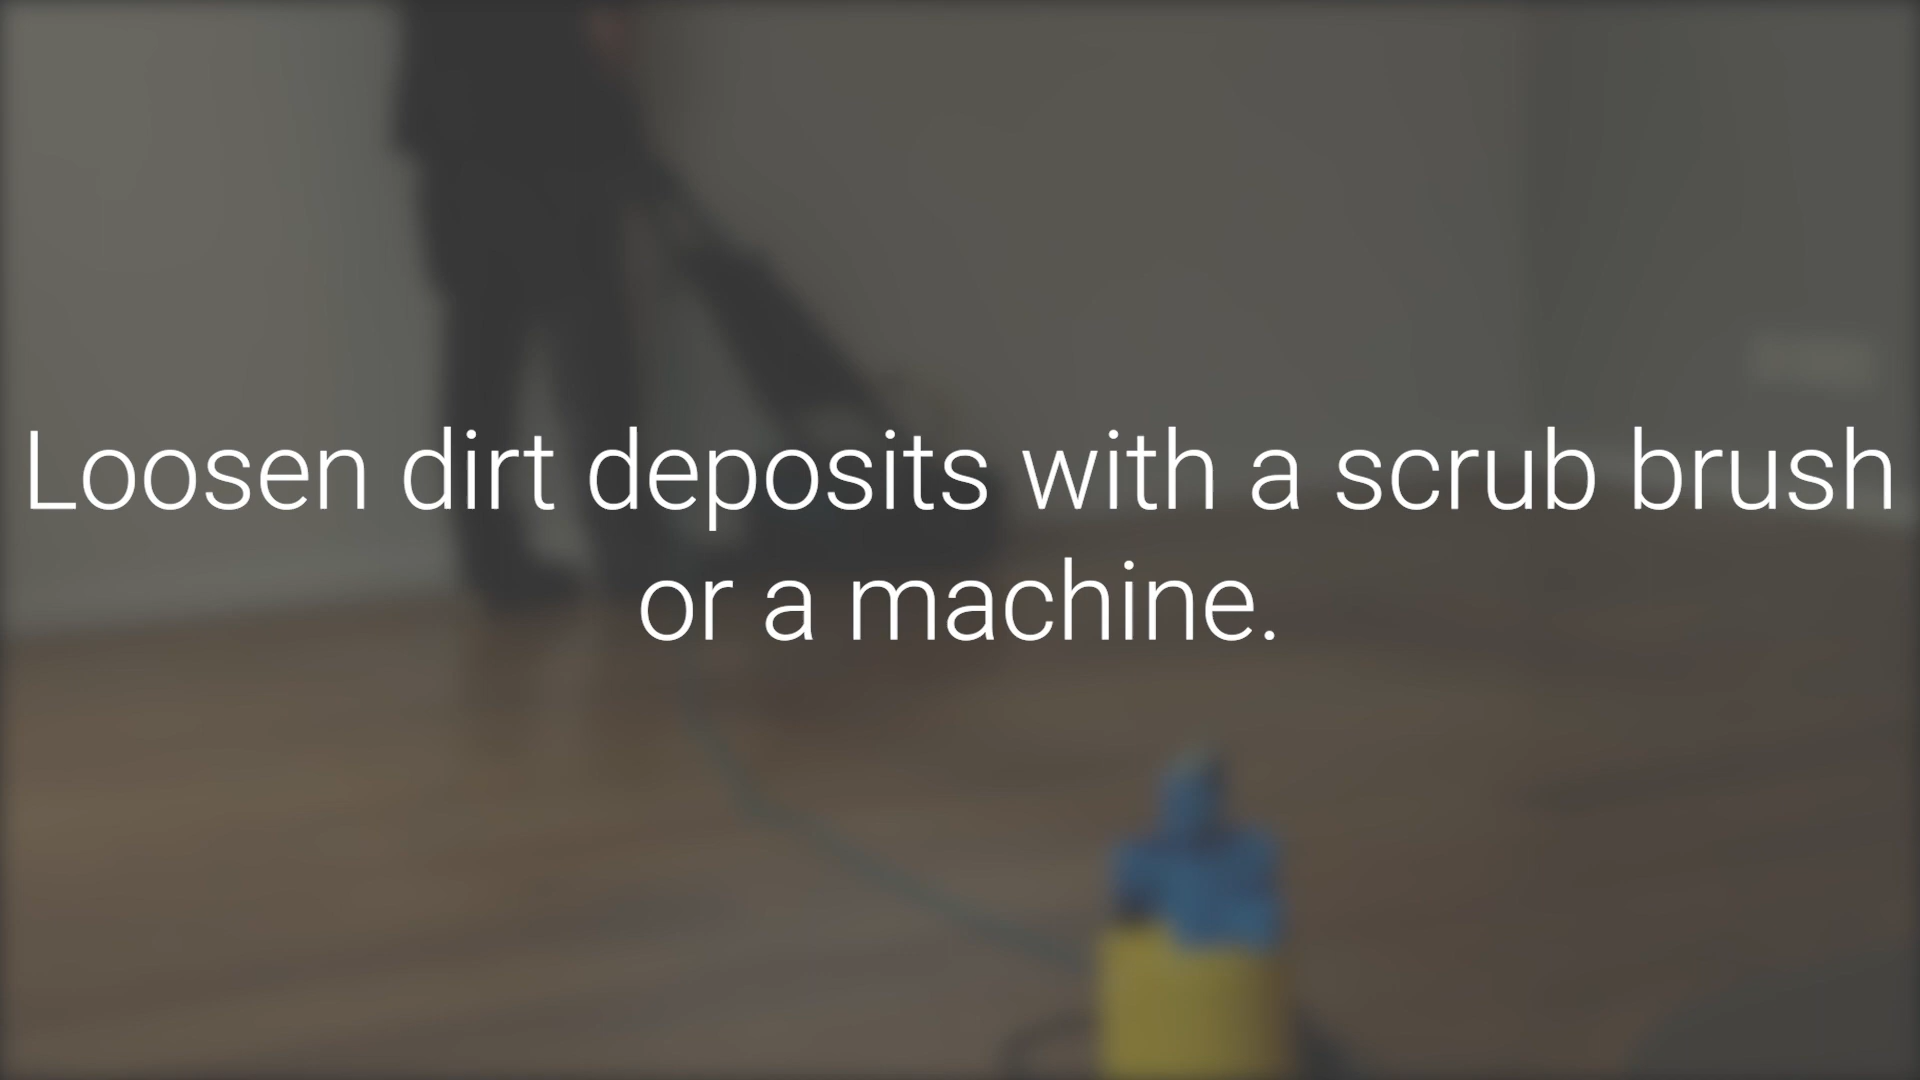 Loosen dirt deposits with a scrub brush
or a machine.